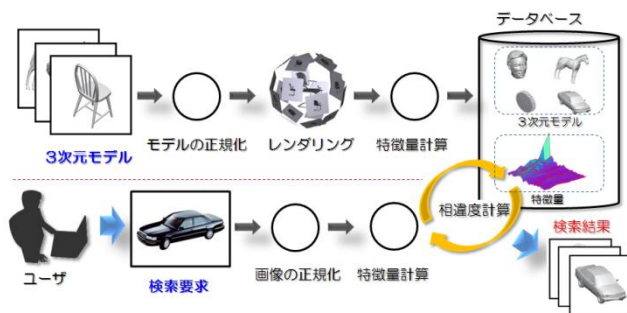 データベース
3次元モデル
モデルの正規化
レンダリング
特徴量計算
3次元モデル
特徴量
相違度計算
検索結果
ユーザ
検索要求
画像の正規化
特徴量計算